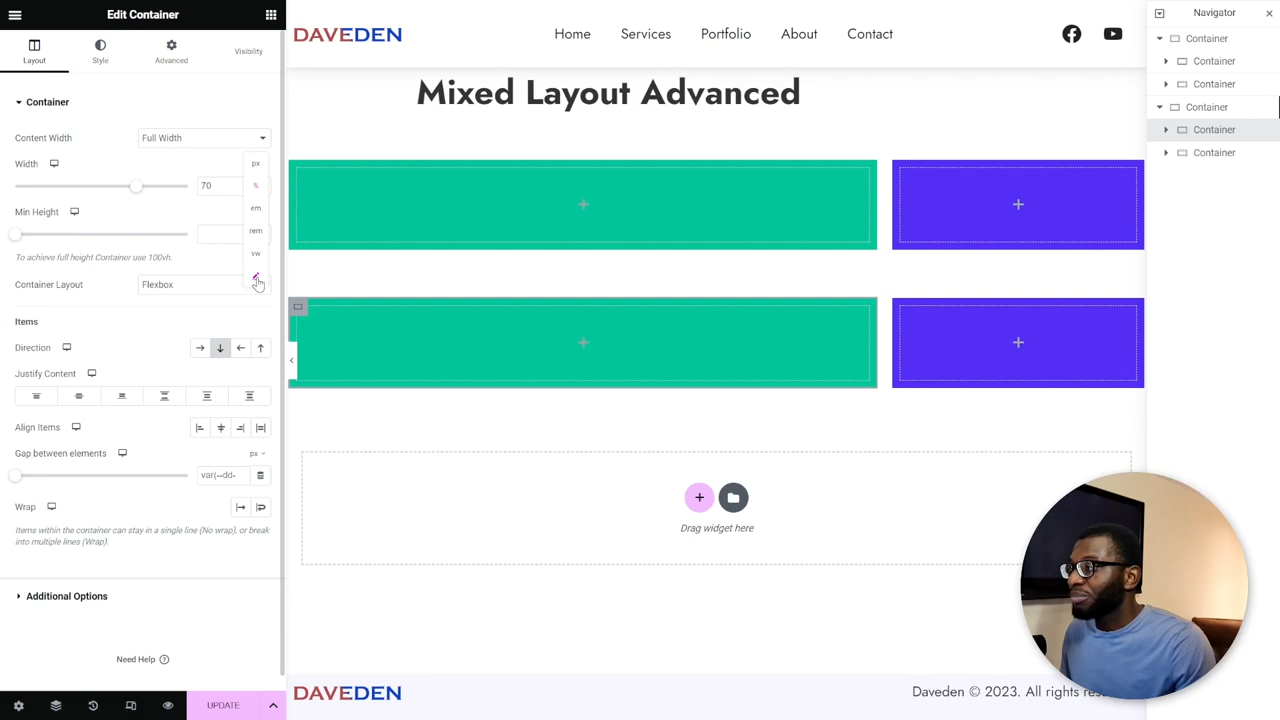 Edit Container
Layout
Style
Advanced
Visibility
Container
Content Width
Full Width
Width
70
px
%
em
rem
vw
Min Height
To achieve full height Container use 100vh.
Container Layout
Flexbox
Items
Direction
Justify Content
Align Items
Gap between elements
px
var(--dd-
Wrap
Items within the container can stay in a single line (No wrap), or break
into multiple lines (Wrap).
Additional Options
Need Help
UPDATE
DAVEDEN
Home
Services
Portfolio
About
Contact
Mixed Layout Advanced
Drag widget here
DAVEDEN
Daveden © 2023. All rights
Navigator
Container
Container
Container
Container
Container
Container